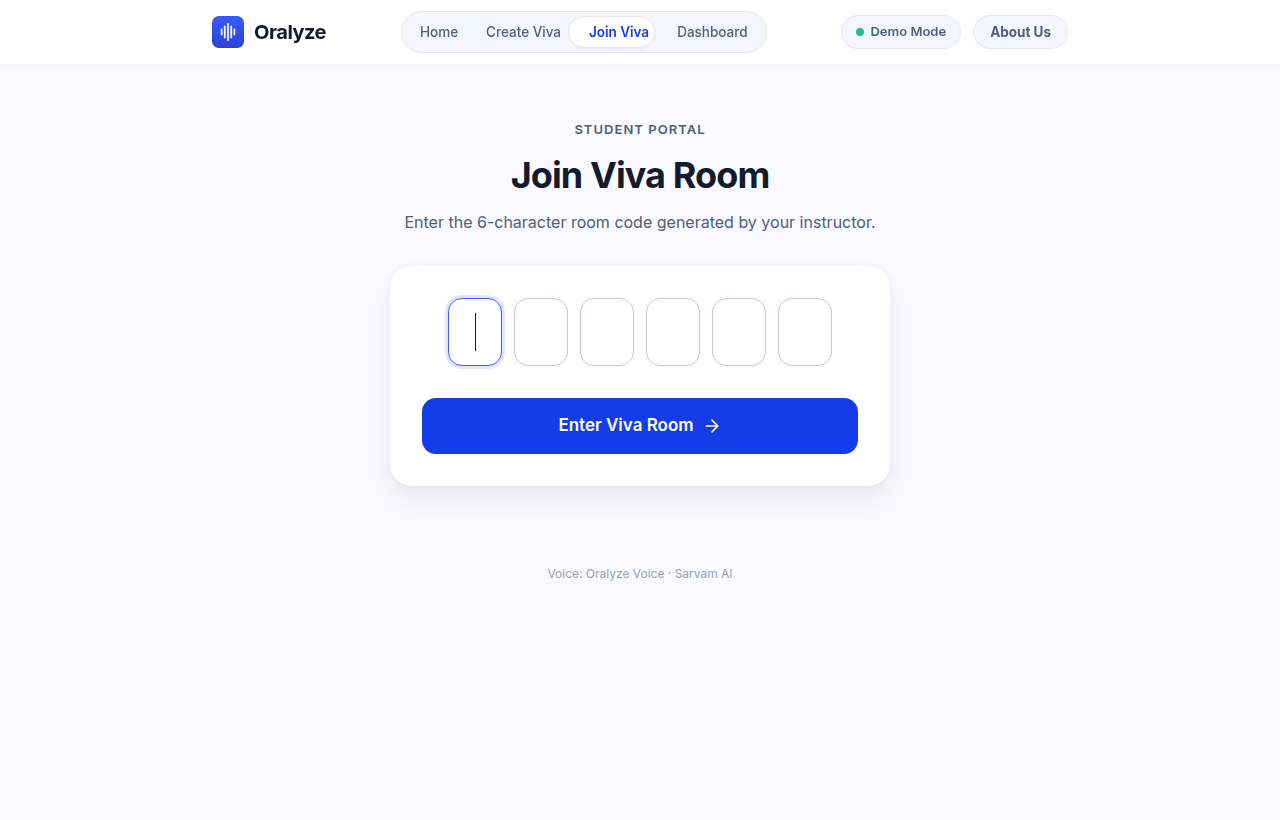 Oralyze
Home
Create Viva
Join Viva
Dashboard
Demo Mode
About Us
STUDENT PORTAL
Join Viva Room
Enter the 6-character room code generated by your instructor.
Enter Viva Room →
Voice: Oralyze Voice · Sarvam AI